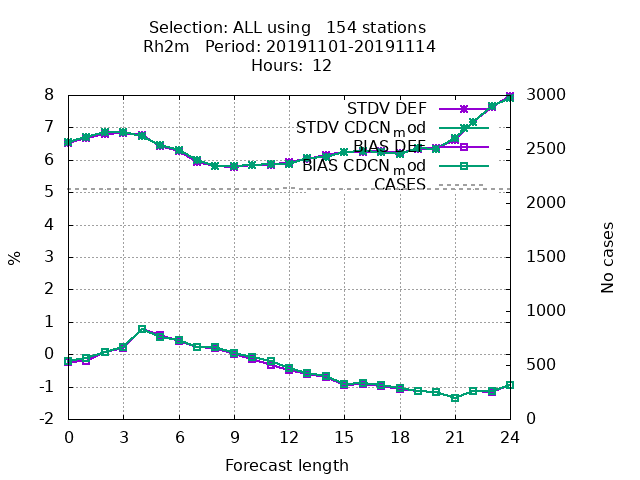 Selection: ALL using   154 stations
Rh2m   Period: 20191101-20191114
Hours: 12
STDV DEF
STDV CDCN_mod
BIAS DEF
BIAS CDCN_mod
CASES
8
7
6
5
4
3
2
1
0
-1
-2
%
3000
2500
2000
1500
1000
500
0
No cases
0 3 6 9 12 15 18 21 24
Forecast length